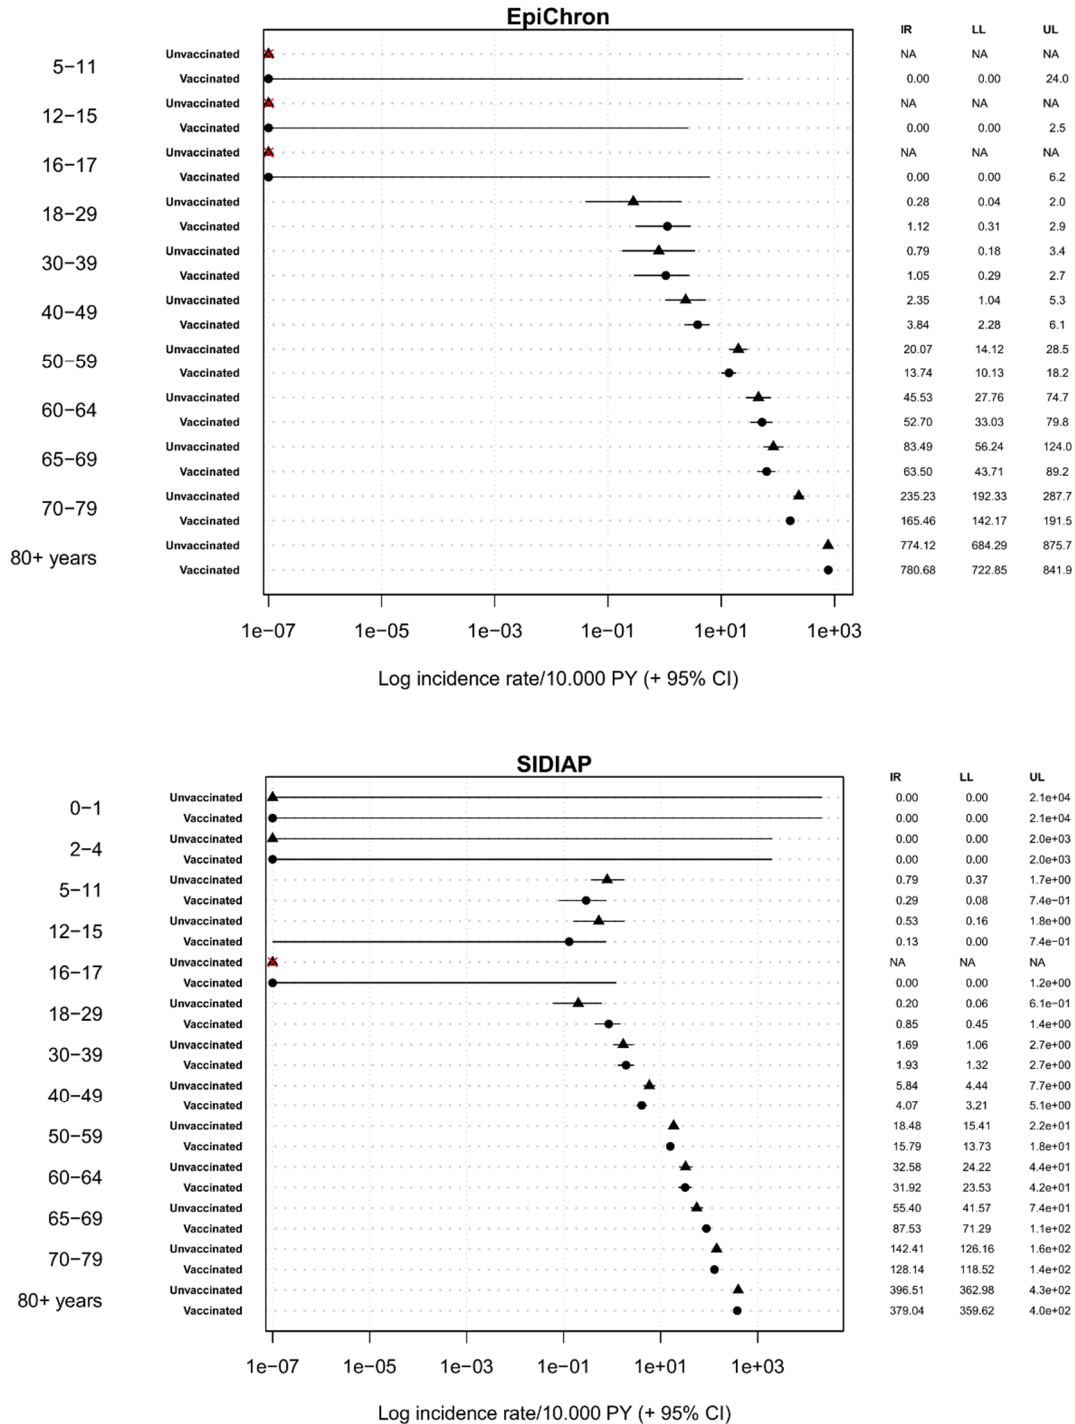 EpiChron
IR LL UL
5−11
Unvaccinated NA NA NA
Vaccinated 0.00 0.00 24.0
12−15
Unvaccinated NA NA NA
Vaccinated 0.00 0.00 2.5
16−17
Unvaccinated NA NA NA
Vaccinated 0.00 0.00 6.2
18−29
Unvaccinated 0.28 0.04 2.0
Vaccinated 1.12 0.31 2.9
30−39
Unvaccinated 0.79 0.18 3.4
Vaccinated 1.05 0.29 2.7
40−49
Unvaccinated 2.35 1.04 5.3
Vaccinated 3.84 2.28 6.1
50−59
Unvaccinated 20.07 14.12 28.5
Vaccinated 13.74 10.13 18.2
60−64
Unvaccinated 45.53 27.76 74.7
Vaccinated 52.70 33.03 79.8
65−69
Unvaccinated 83.49 56.24 124.0
Vaccinated 63.50 43.71 89.2
70−79
Unvaccinated 235.23 192.33 287.7
Vaccinated 165.46 142.17 191.5
80+ years
Unvaccinated 774.12 684.29 875.7
Vaccinated 780.68 722.85 841.9
1e−07 1e−05 1e−03 1e−01 1e+01 1e+03
Log incidence rate/10.000 PY (+ 95% CI)
SIDIAP
IR LL UL
0−1
Unvaccinated 0.00 0.00 2.1e+04
Vaccinated 0.00 0.00 2.1e+04
2−4
Unvaccinated 0.00 0.00 2.0e+03
Vaccinated 0.00 0.00 2.0e+03
5−11
Unvaccinated 0.79 0.37 1.7e+00
Vaccinated 0.29 0.08 7.4e−01
12−15
Unvaccinated 0.53 0.16 1.8e+00
Vaccinated 0.13 0.00 7.4e−01
16−17
Unvaccinated NA NA NA
Vaccinated 0.00 0.00 1.2e+00
18−29
Unvaccinated 0.20 0.06 6.1e−01
Vaccinated 0.85 0.45 1.4e+00
30−39
Unvaccinated 1.69 1.06 2.7e+00
Vaccinated 1.93 1.32 2.7e+00
40−49
Unvaccinated 5.84 4.44 7.7e+00
Vaccinated 4.07 3.21 5.1e+00
50−59
Unvaccinated 18.48 15.41 2.2e+01
Vaccinated 15.79 13.73 1.8e+01
60−64
Unvaccinated 32.58 24.22 4.4e+01
Vaccinated 31.92 23.53 4.2e+01
65−69
Unvaccinated 55.40 41.57 7.4e+01
Vaccinated 87.53 71.29 1.1e+02
70−79
Unvaccinated 142.41 126.16 1.6e+02
Vaccinated 128.14 118.52 1.4e+02
80+ years
Unvaccinated 396.51 362.98 4.3e+02
Vaccinated 379.04 359.62 4.0e+02
1e−07 1e−05 1e−03 1e−01 1e+01 1e+03
Log incidence rate/10.000 PY (+ 95% CI)